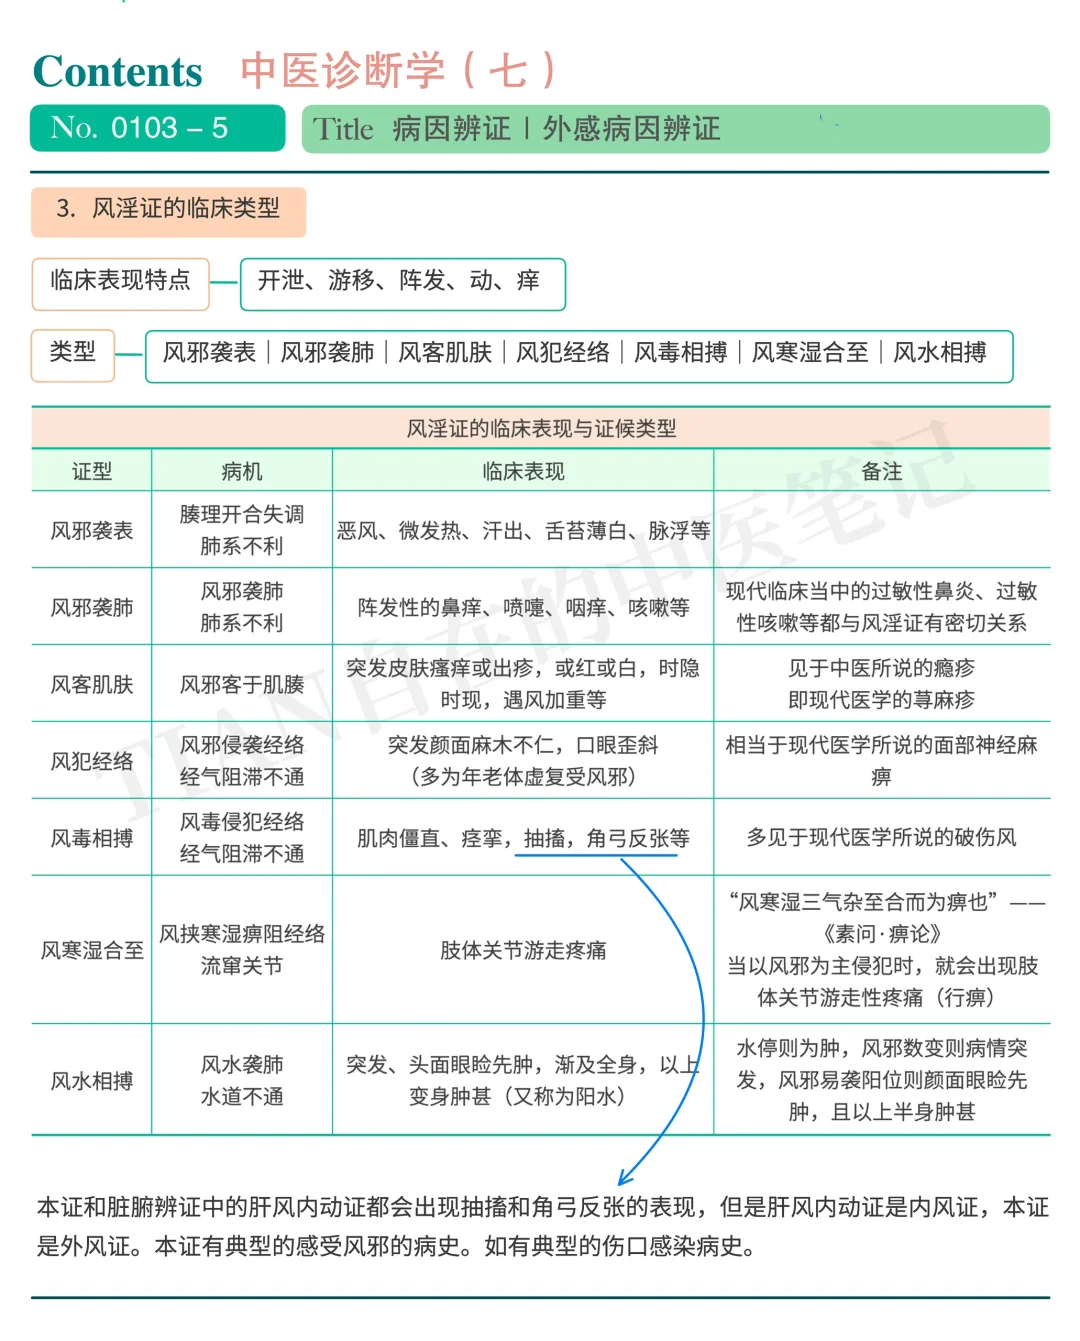 Contents 中医诊断学（七）
No. 0103 – 5
Title 病因辨证 | 外感病因辨证
3. 风淫证的临床类型
临床表现特点
开泄、游移、阵发、动、痒
类型
风邪袭表｜风邪袭肺｜风客肌肤｜风犯经络｜风毒相搏｜风寒湿合至｜风水相搏
风淫证的临床表现与证候类型
证型 病机 临床表现 备注
风邪袭表
腠理开合失调
肺系不利
恶风、微发热、汗出、舌苔薄白、脉浮等
风邪袭肺
风邪袭肺
肺系不利
阵发性的鼻痒、喷嚏、咽痒、咳嗽等
现代临床当中的过敏性鼻炎、过敏
性咳嗽等都与风淫证有密切关系
风客肌肤
风邪客于肌腠
突发皮肤瘙痒或出疹，或红或白，时隐
时现，遇风加重等
见于中医所说的瘾疹
即现代医学的荨麻疹
风犯经络
风邪侵袭经络
经气阻滞不通
突发颜面麻木不仁，口眼歪斜
（多为年老体虚复受风邪）
相当于现代医学所说的面部神经麻
痹
风毒相搏
风毒侵犯经络
经气阻滞不通
肌肉僵直、痉挛，抽搐，角弓反张等
多见于现代医学所说的破伤风
风寒湿合至
风挟寒湿痹阻经络
流窜关节
肢体关节游走疼痛
“风寒湿三气杂至合而为痹也”——
《素问·痹论》
当以风邪为主侵犯时，就会出现肢
体关节游走性疼痛（行痹）
风水相搏
风水袭肺
水道不通
突发、头面眼睑先肿，渐及全身，以上
变身肿甚（又称为阳水）
水停则为肿，风邪数变则病情突
发，风邪易袭阳位则颜面眼睑先
肿，且以上半身肿甚
本证和脏腑辨证中的肝风内动证都会出现抽搐和角弓反张的表现，但是肝风内动证是内风证，本证
是外风证。本证有典型的感受风邪的病史。如有典型的伤口感染病史。
TIAN自在的中医笔记